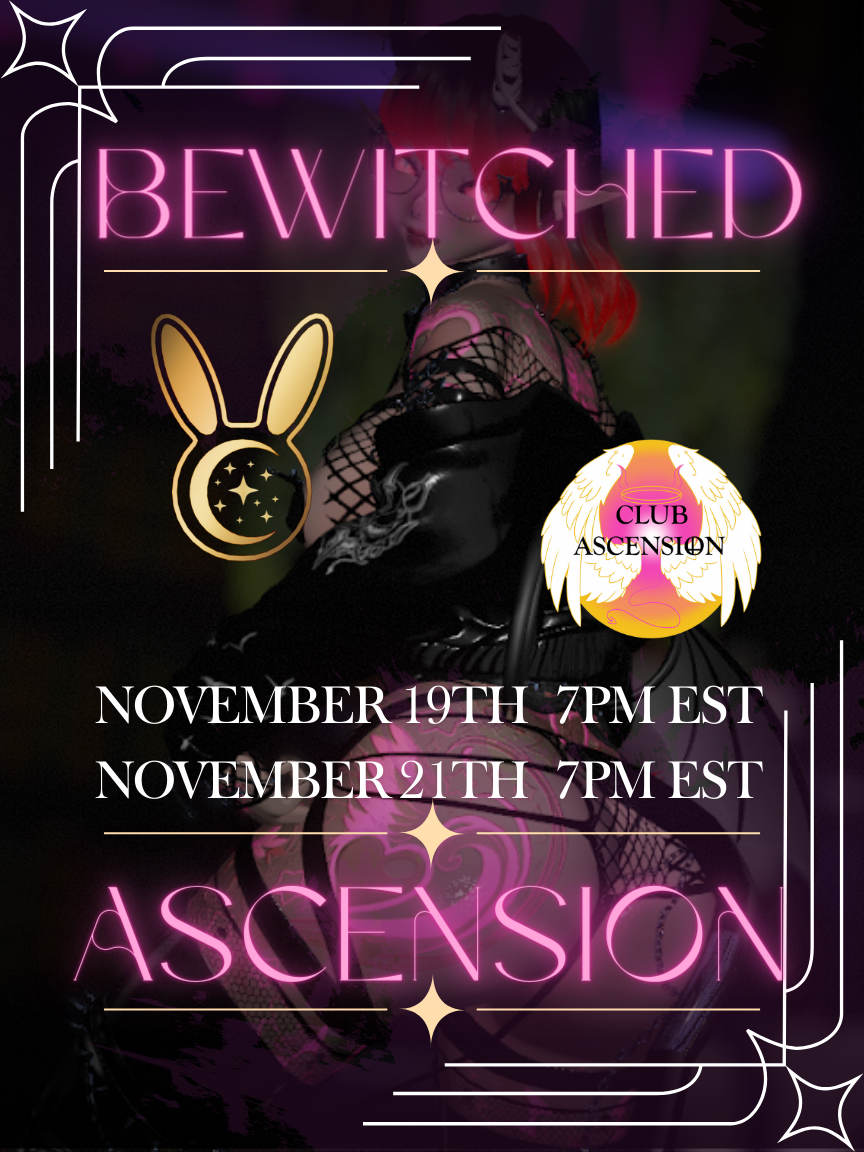 BEWITCHED
CLUB
ASCENSION
NOVEMBER 19TH 7PM EST
NOVEMBER 21TH 7PM EST
ASCENSION